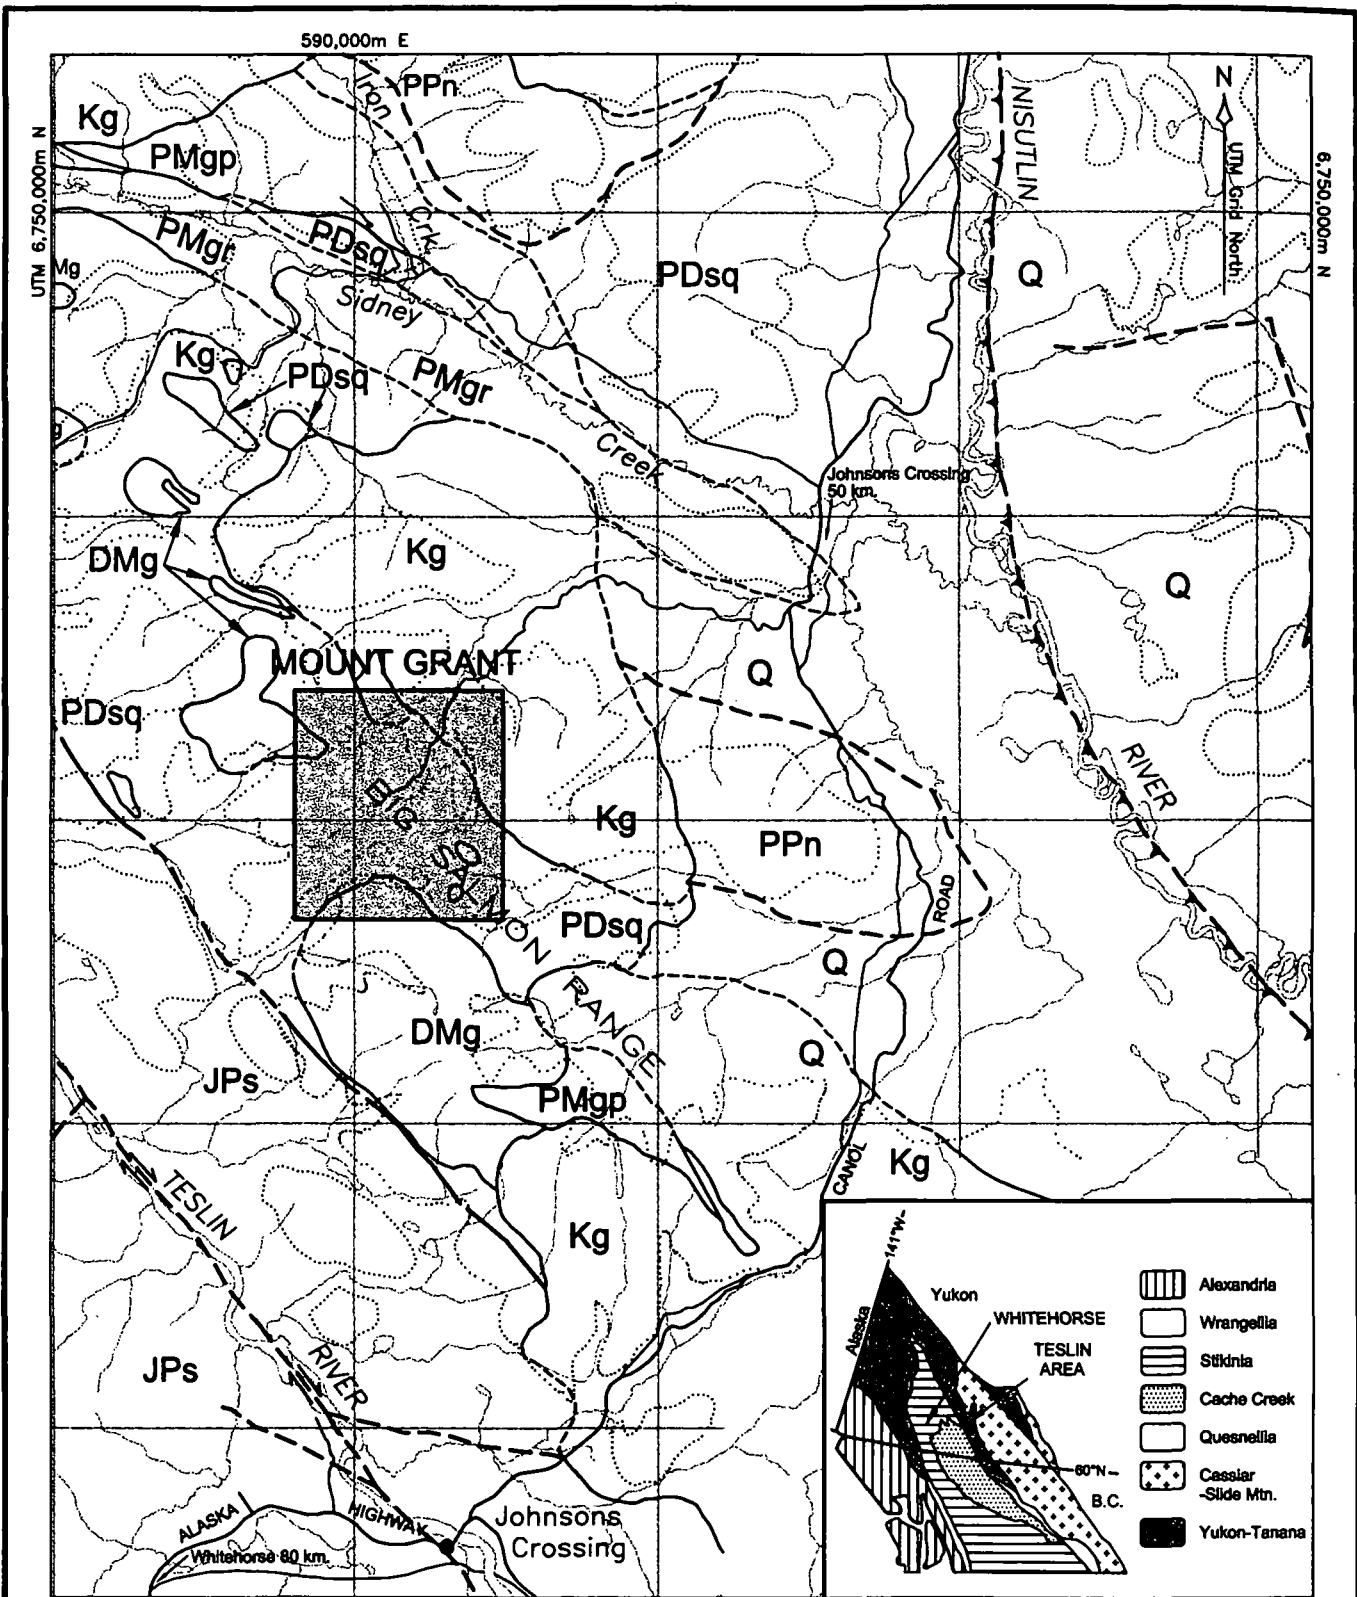 590,000m E
UTM 6,750,000m N
6,750,000m N
N
UTM Grid North
Kg
PMgp
Iron
Crk
PPn
NISUTLIN
PMgr
PDsq
PDsq
Q
Mg
Sidney
Kg
PDsq
PMgr
g
Creek
Johnsons Crossing
50 km.
DMg
Kg
Q
MOUNT GRANT
Q
PDsq
RIVER
BIG
SALMON
RANGE
Kg
PPn
ROAD
PDsq
Q
DMg
Q
JPs
PMgp
CANOL
Kg
TESLIN
Kg
JPs
RIVER
ALASKA
HIGHWAY
Johnsons
Crossing
Whitehorse 80 km.
141°W
Alaska
Yukon
WHITEHORSE
TESLIN
AREA
60°N
B.C.
Alexandria
Wrangellia
Stikinia
Cache Creek
Quesnellia
Cassiar
-Slide Mtn.
Yukon-Tanana